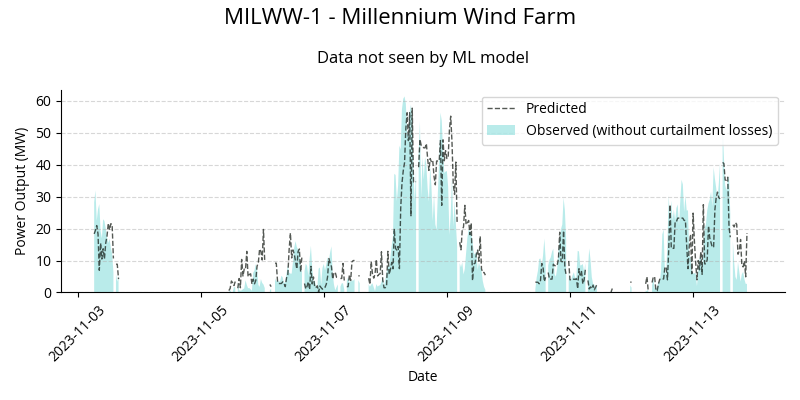 MILWW-1 - Millennium Wind Farm
Data not seen by ML model
Power Output (MW)
60
50
40
30
20
10
0
Predicted
Observed (without curtailment losses)
2023-11-03
2023-11-05
2023-11-07
2023-11-09
2023-11-11
2023-11-13
Date